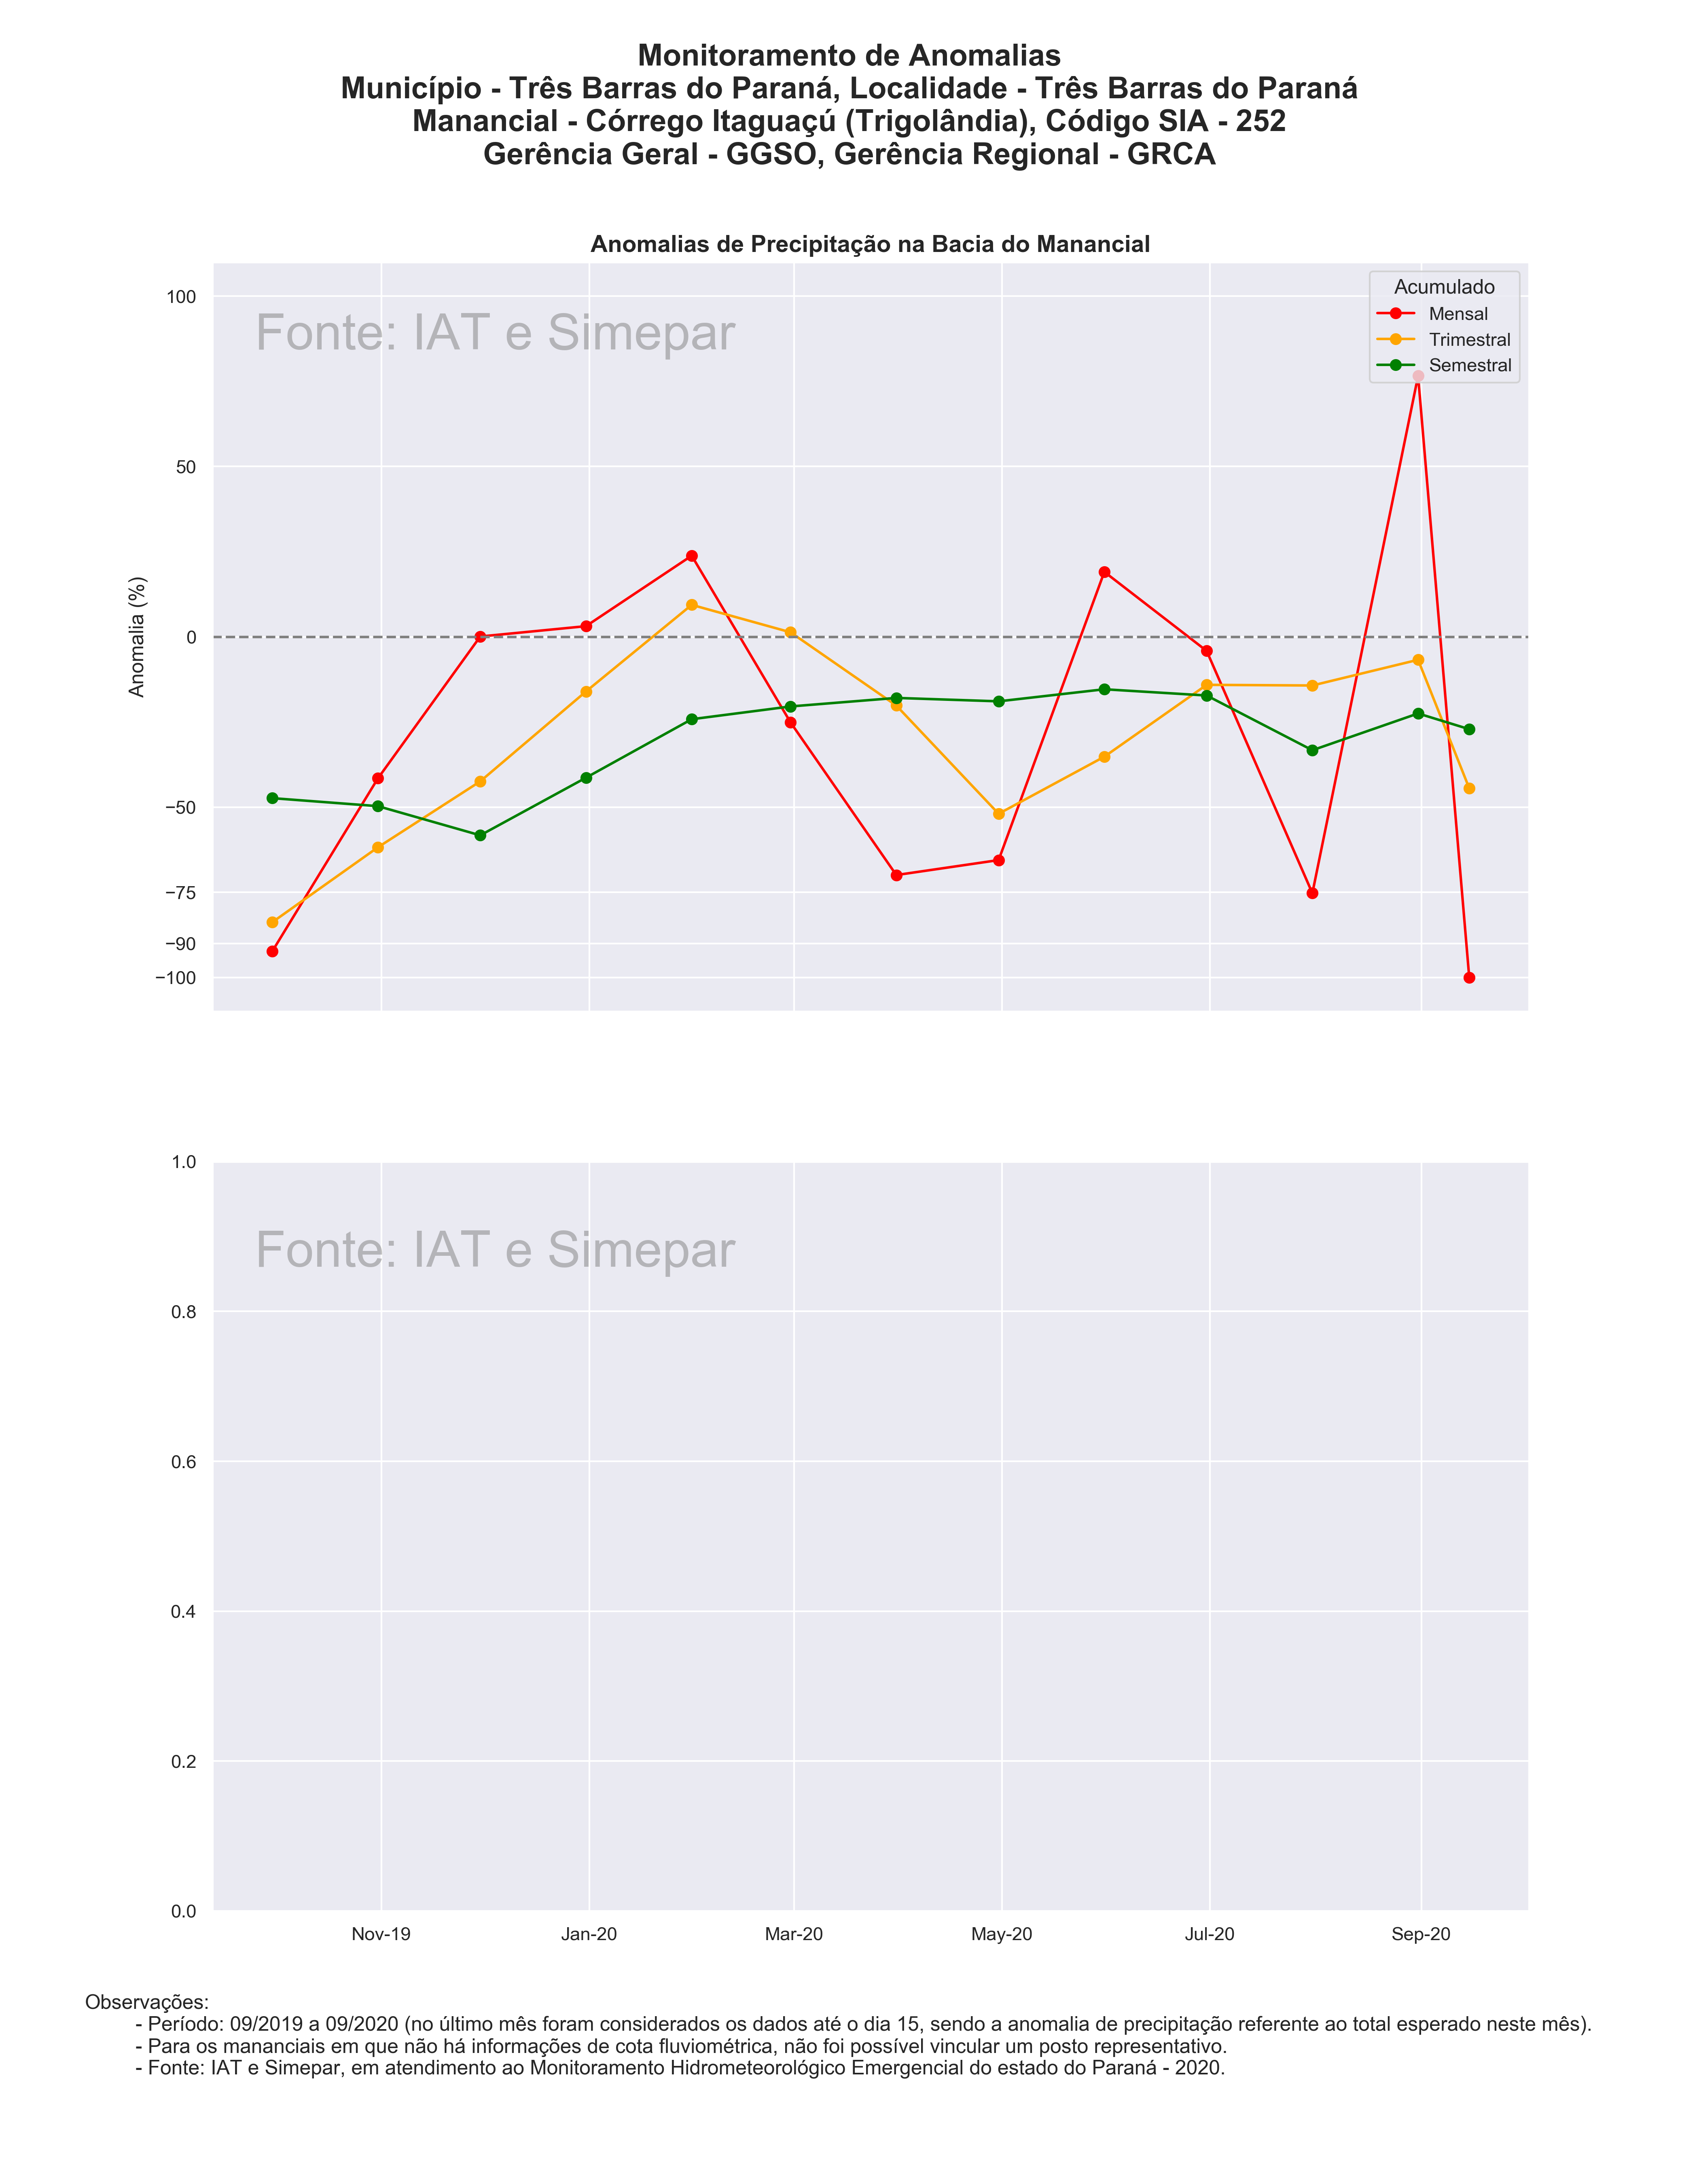 Monitoramento de Anomalias
Município - Três Barras do Paraná, Localidade - Três Barras do Paraná
Manancial - Córrego Itaguaçú (Trigolândia), Código SIA - 252
Gerência Geral - GGSO, Gerência Regional - GRCA
Anomalias de Precipitação na Bacia do Manancial
Fonte: IAT e Simepar
Acumulado
Mensal
Trimestral
Semestral
Anomalia (%)
100
50
0
−50
−75
−90
−100
Fonte: IAT e Simepar
1.0
0.8
0.6
0.4
0.2
0.0
Nov-19 Jan-20 Mar-20 May-20 Jul-20 Sep-20
Observações:
- Período: 09/2019 a 09/2020 (no último mês foram considerados os dados até o dia 15, sendo a anomalia de precipitação referente ao total esperado neste mês).
- Para os mananciais em que não há informações de cota fluviométrica, não foi possível vincular um posto representativo.
- Fonte: IAT e Simepar, em atendimento ao Monitoramento Hidrometeorológico Emergencial do estado do Paraná - 2020.